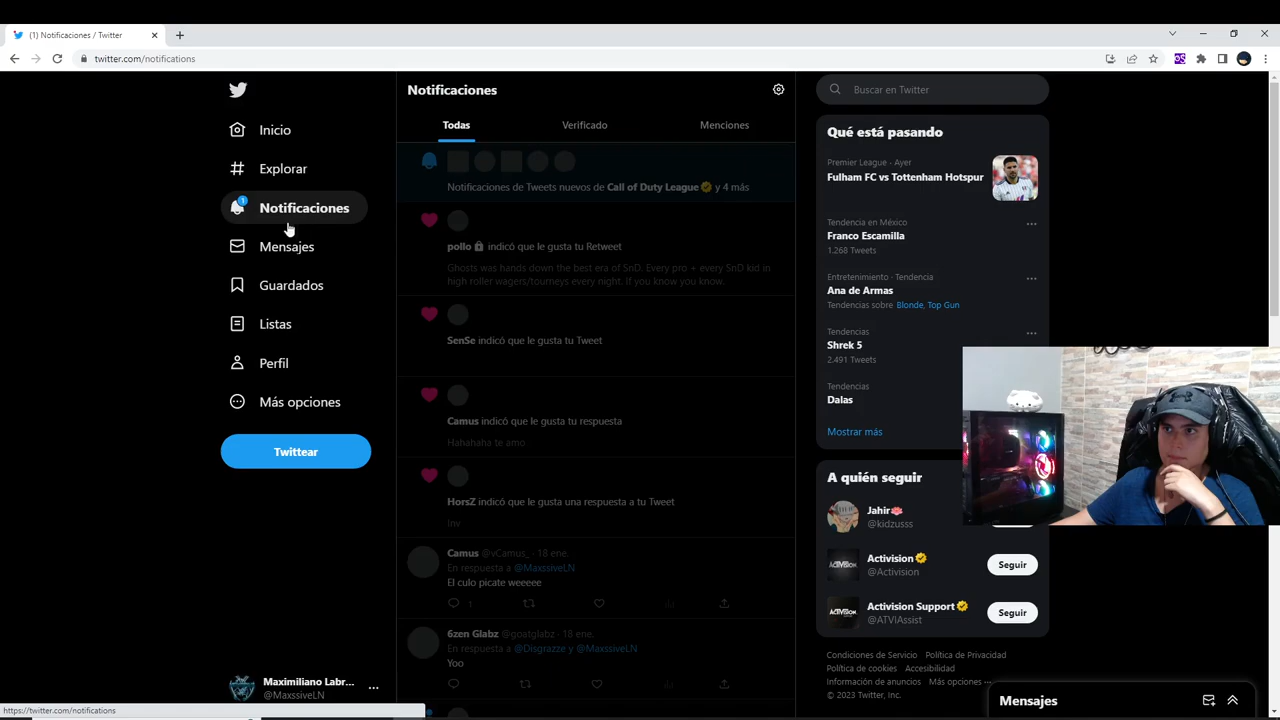 (1) Notificaciones / Twitter
twitter.com/notifications
Inicio
Explorar
1
Notificaciones
Mensajes
Guardados
Listas
Perfil
Más opciones
Twittear
Maximiliano Labr...
@MaxssiveLN
https://twitter.com/notifications
Notificaciones
Todas
Verificado
Menciones
Notificaciones de Tweets nuevos de Call of Duty League y 4 más
pollo indicó que le gusta tu Retweet
Ghosts was hands down the best era of SnD. Every pro + every SnD kid in
high roller wagers/tourneys every night. If you know you know.
SenSe indicó que le gusta tu Tweet
Camus indicó que le gusta tu respuesta
Hahahaha te amo.
HorsZ indicó que le gusta una respuesta a tu Tweet
Inv
Camus @vCamus_ · 18 ene.
En respuesta a @MaxssiveLN
El culo picate weeeee
1
6zen Glabz @goatglabz · 18 ene.
En respuesta a @Disgrazze y @MaxssiveLN
Yoo
Buscar en Twitter
Qué está pasando
Premier League · Ayer
Fulham FC vs Tottenham Hotspur
Tendencia en México
Franco Escamilla
1.268 Tweets
Entretenimiento · Tendencia
Ana de Armas
Tendencias sobre Blonde, Top Gun
Tendencias
Shrek 5
2.491 Tweets
Tendencias
Dalas
Mostrar más
A quién seguir
Jahir
@kidzusss
Activision
@Activision
Seguir
Activision Support
@ATVIAssist
Seguir
Condiciones de Servicio Política de Privacidad
Política de cookies Accesibilidad
Información de anuncios Más opciones ···
© 2023 Twitter, Inc.
Mensajes